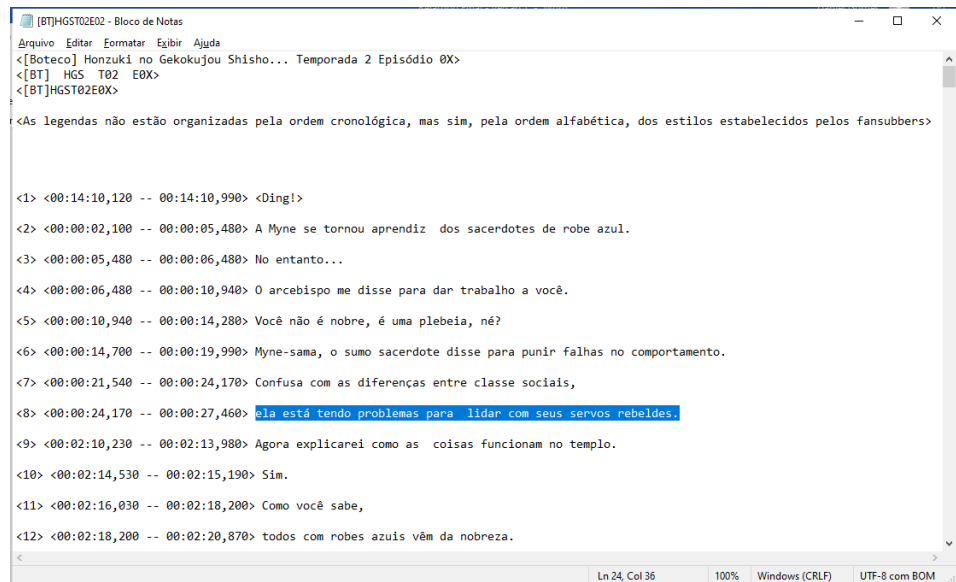 [BT]HGST02E02 - Bloco de Notas
Arquivo Editar Formatar Exibir Ajuda
<[Boteco] Honzuki no Gekokujou Shisho... Temporada 2 Episódio 0X>
<[BT]  HGS  T02  E0X>
<[BT]HGST02E0X>
<As legendas não estão organizadas pela ordem cronológica, mas sim, pela ordem alfabética, dos estilos estabelecidos pelos fansubbers>
<1> <00:14:10,120 -- 00:14:10,990> <Ding!>
<2> <00:00:02,100 -- 00:00:05,480> A Myne se tornou aprendiz  dos sacerdotes de robe azul.
<3> <00:00:05,480 -- 00:00:06,480> No entanto...
<4> <00:00:06,480 -- 00:00:10,940> O arcebispo me disse para dar trabalho a você.
<5> <00:00:10,940 -- 00:00:14,280> Você não é nobre, é uma plebeia, né?
<6> <00:00:14,700 -- 00:00:19,990> Myne-sama, o sumo sacerdote disse para punir falhas no comportamento.
<7> <00:00:21,540 -- 00:00:24,170> Confusa com as diferenças entre classe sociais,
<8> <00:00:24,170 -- 00:00:27,460> ela está tendo problemas para  lidar com seus servos rebeldes.
<9> <00:02:10,230 -- 00:02:13,980> Agora explicarei como as  coisas funcionam no templo.
<10> <00:02:14,530 -- 00:02:15,190> Sim.
<11> <00:02:16,030 -- 00:02:18,200> Como você sabe,
<12> <00:02:18,200 -- 00:02:20,870> todos com robes azuis vêm da nobreza.
Ln 24, Col 36 100% Windows (CRLF) UTF-8 com BOM